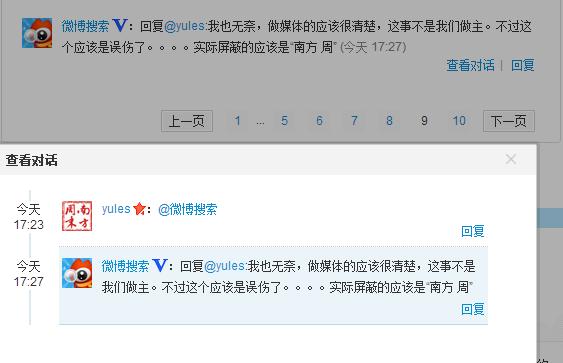 微博搜索 V：回复@yules:我也无奈，做媒体的应该很清楚，这事不是我们做主。不过这
个应该是误伤了。。。。实际屏蔽的应该是“南方 周” (今天 17:27)
查看对话 | 回复
上一页 1 ... 5 6 7 8 9 10 下一页
查看对话 ×
今天
17:23
南方周末
yules：@微博搜索
回复
今天
17:27
微博搜索 V：回复@yules:我也无奈，做媒体的应该很清楚，这事不是
我们做主。不过这个应该是误伤了。。。。实际屏蔽的应该是“南方 周”
回复